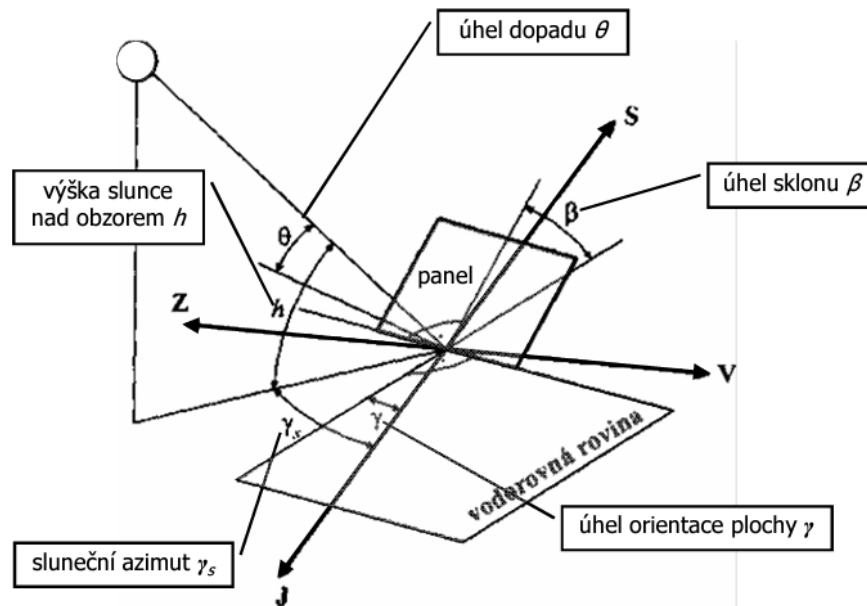 úhel dopadu θ
S
výška slunce
nad obzorem h
β
úhel sklonu β
θ
panel
Z
h
V
γs
γ
vodorovná rovina
úhel orientace plochy γ
sluneční azimut γs
J